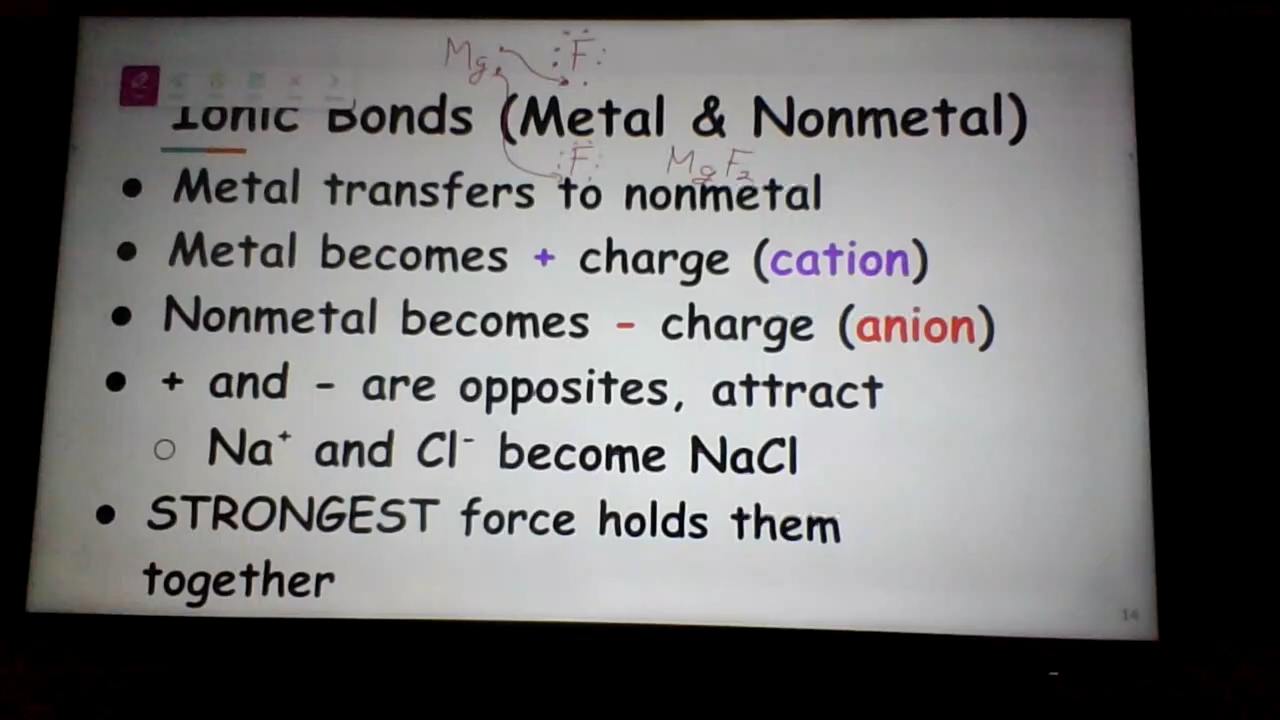 Mg F
Ionic Bonds (Metal & Nonmetal)
F MgF₂
• Metal transfers to nonmetal
• Metal becomes + charge (cation)
• Nonmetal becomes - charge (anion)
• + and - are opposites, attract
○ Na⁺ and Cl⁻ become NaCl
• STRONGEST force holds them
together
14